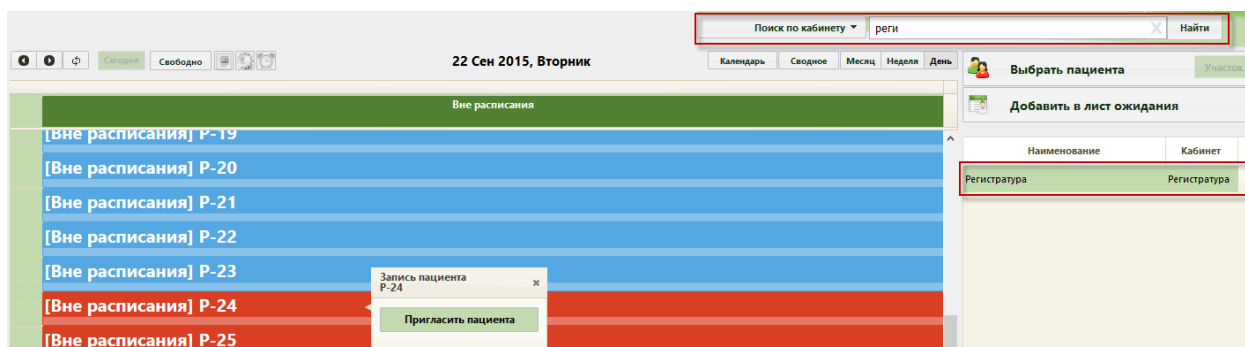 Поиск по кабинету реги Найти
Сегодня Свободно 22 Сен 2015, Вторник Календарь Сводное Месяц Неделя День
Выбрать пациента Участок
Вне расписания
Добавить в лист ожидания
[Вне расписания] Р-19
Наименование Кабинет
[Вне расписания] Р-20
Регистратура Регистратура
[Вне расписания] Р-21
[Вне расписания] Р-22
[Вне расписания] Р-23
Запись пациента
Р-24
[Вне расписания] Р-24
Пригласить пациента
[Вне расписания] Р-25